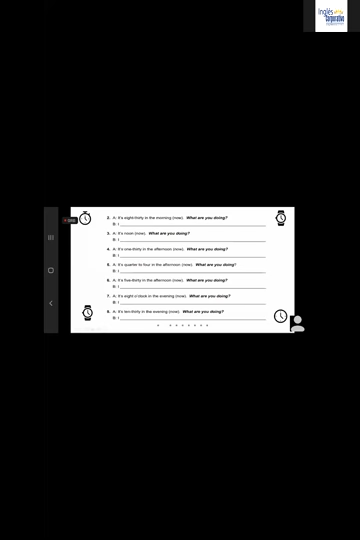 Inglés
corporativo
2. A: It's eight-thirty in the morning (now). What are you doing?
B: I
3. A: It's noon (now). What are you doing?
B: I
4. A: It's one-thirty in the afternoon (now). What are you doing?
B: I
5. A: It's quarter to four in the afternoon (now). What are you doing?
B: I
6. A: It's five-thirty in the afternoon (now). What are you doing?
B: I
7. A: It's eight o'clock in the evening (now). What are you doing?
B: I
8. A: It's ten-thirty in the evening (now). What are you doing?
B: I